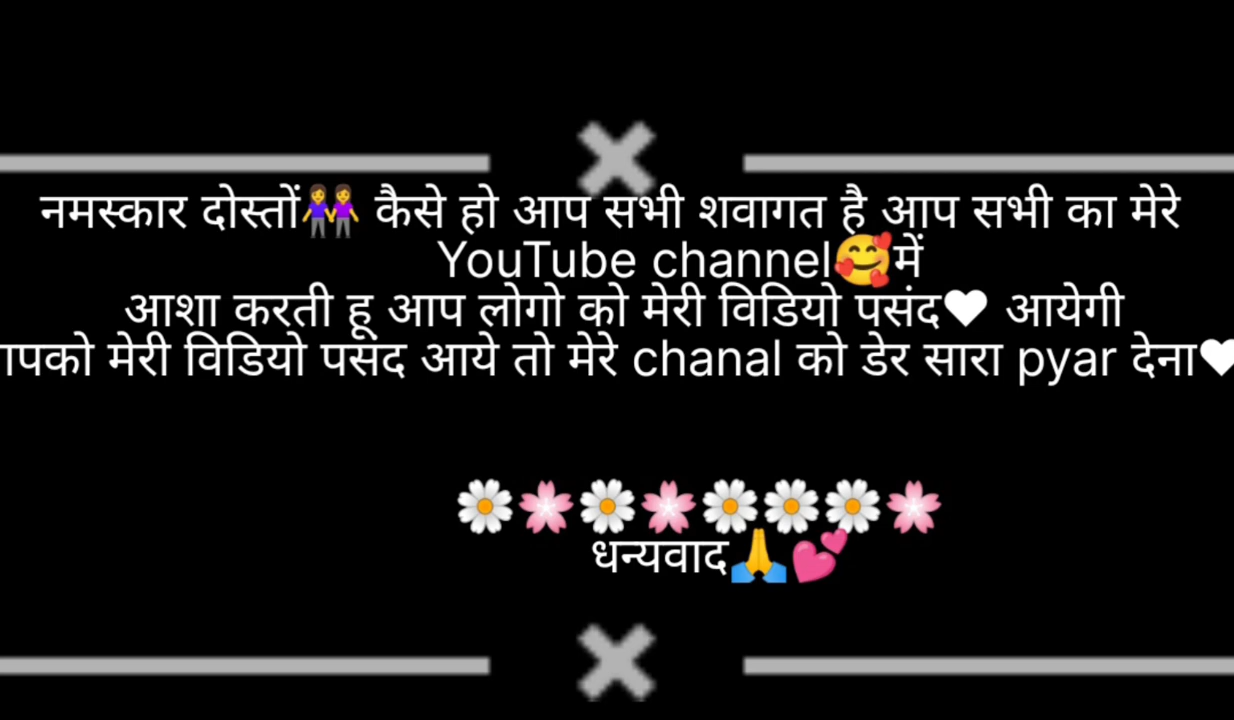 नमस्कार दोस्तों👭 कैसे हो आप सभी शवागत है आप सभी का मेरे
YouTube channel🥰में
आशा करती हू आप लोगो को मेरी विडियो पसंद♥ आयेगी
मेरी विडियो पसंद आये तो मेरे chanal को डेर सारा pyar देना♥
🌼🌸🌼🌸🌼🌼🌼🌸
धन्यवाद🙏💕